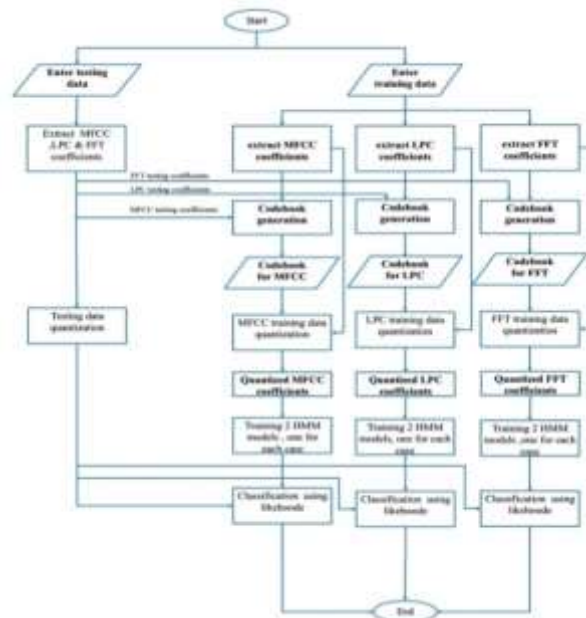 Start
Enter testing
data
Enter
training data
Extract MFCC
,LPC & FFT
coefficients
extract MFCC
coefficients
extract LPC
coefficients
extract FFT
coefficients
FFT testing coefficients
LPC testing coefficients
MFCC testing coefficients
Codebook
generation
Codebook
generation
Codebook
generation
Codebook
for MFCC
Codebook
for LPC
Codebook
for FFT
Testing data
quantization
MFCC training data
quantization
LPC training data
quantization
FFT training data
quantization
Quantized MFCC
coefficients
Quantized LPC
coefficients
Quantized FFT
coefficients
Training 2 HMM
models , one for
each case
Training 2 HMM
models, one for each
case
Training 2 HMM
models, one for each
case
Classification using
likelihoods
Classification using
likelihoods
Classification using
likelihoods
End